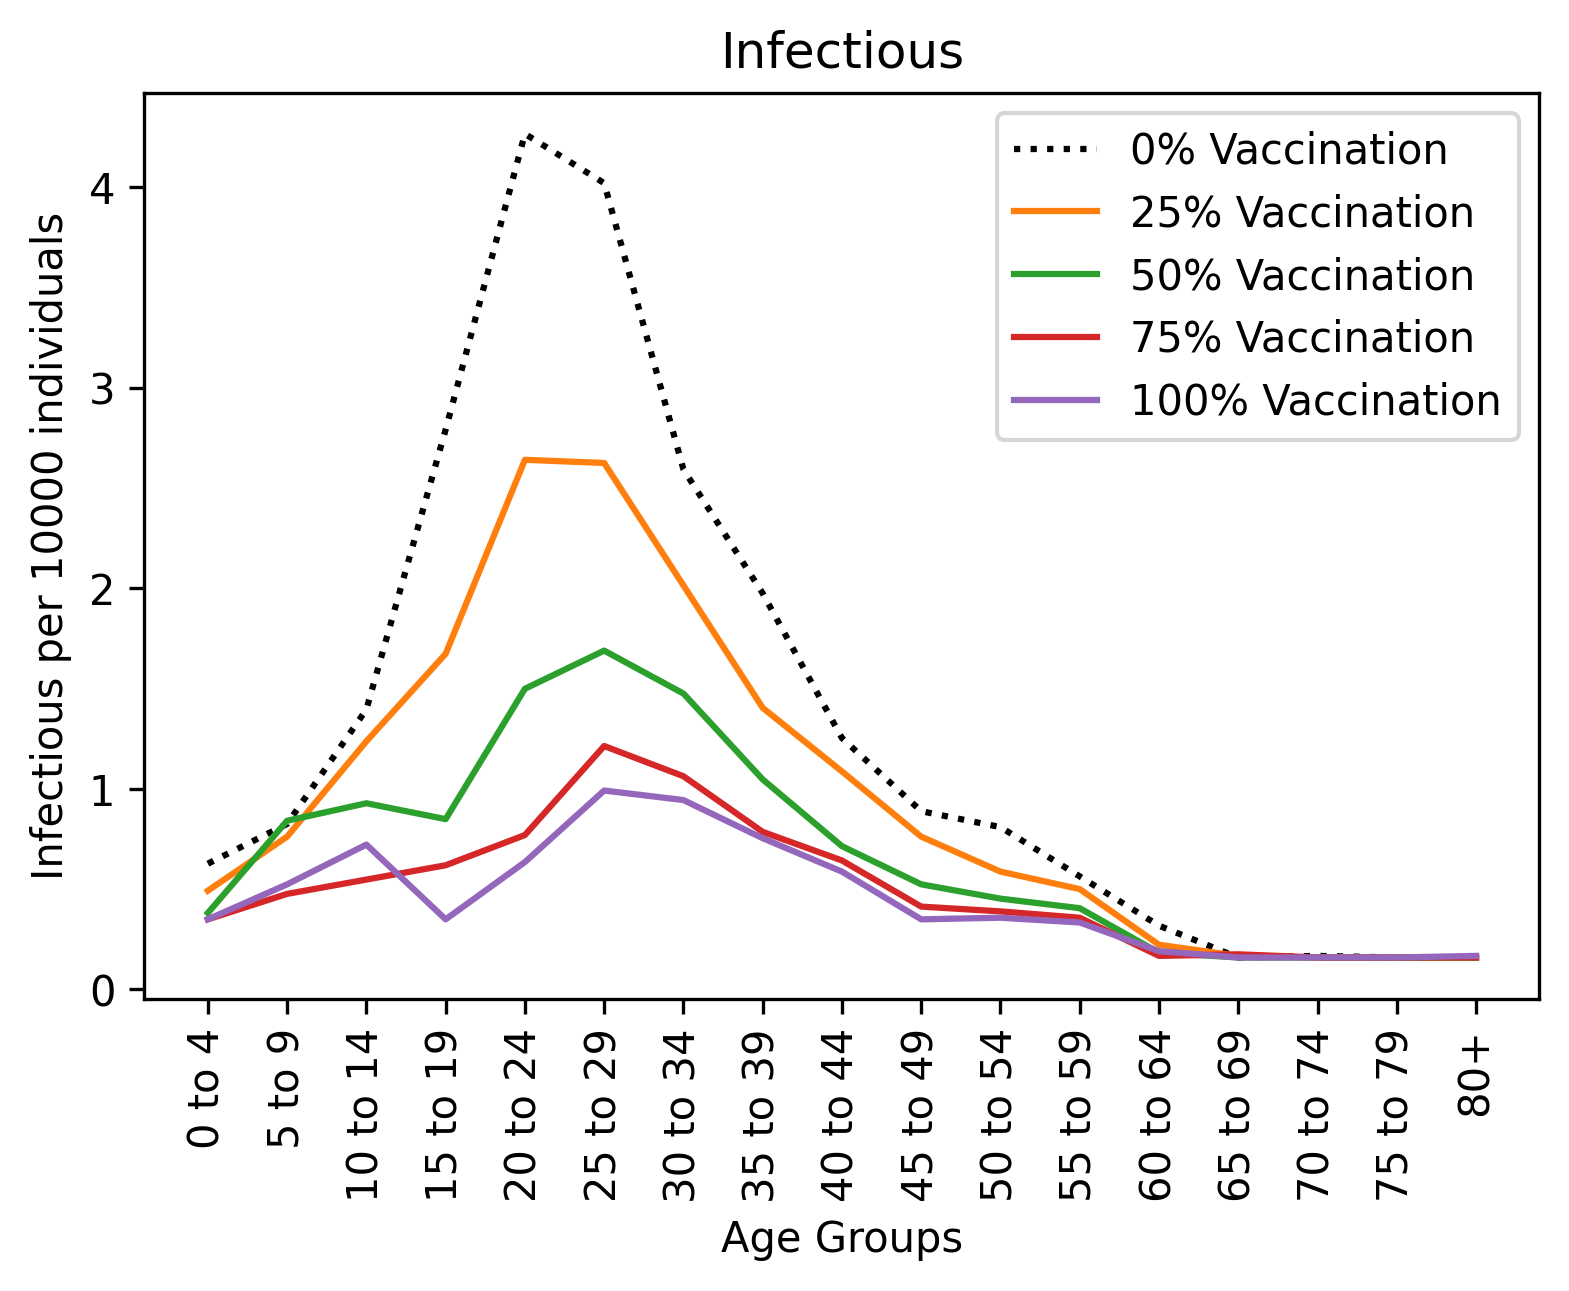 Infectious
Infectious per 10000 individuals
4
3
2
1
0
0% Vaccination
25% Vaccination
50% Vaccination
75% Vaccination
100% Vaccination
0 to 4
5 to 9
10 to 14
15 to 19
20 to 24
25 to 29
30 to 34
35 to 39
40 to 44
45 to 49
50 to 54
55 to 59
60 to 64
65 to 69
70 to 74
75 to 79
80+
Age Groups